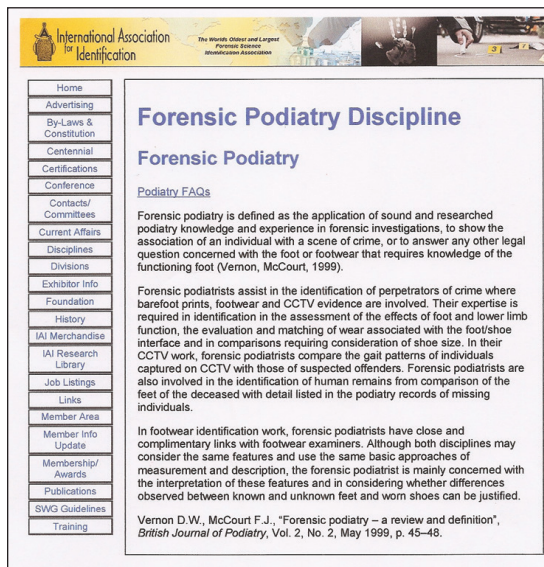 International Association
for Identification
The Worlds Oldest and Largest
Forensic Science
Identification Association
Home
Advertising
By-Laws &
Constitution
Centennial
Certifications
Conference
Contacts/
Committees
Current Affairs
Disciplines
Divisions
Exhibitor Info
Foundation
History
IAI Merchandise
IAI Research
Library
Job Listings
Links
Member Area
Member Info
Update
Membership/
Awards
Publications
SWG Guidelines
Training
Forensic Podiatry Discipline
Forensic Podiatry
Podiatry FAQs
Forensic podiatry is defined as the application of sound and researched
podiatry knowledge and experience in forensic investigations, to show the
association of an individual with a scene of crime, or to answer any other legal
question concerned with the foot or footwear that requires knowledge of the
functioning foot (Vernon, McCourt, 1999).
Forensic podiatrists assist in the identification of perpetrators of crime where
barefoot prints, footwear and CCTV evidence are involved. Their expertise is
required in identification in the assessment of the effects of foot and lower limb
function, the evaluation and matching of wear associated with the foot/shoe
interface and in comparisons requiring consideration of shoe size. In their
CCTV work, forensic podiatrists compare the gait patterns of individuals
captured on CCTV with those of suspected offenders. Forensic podiatrists are
also involved in the identification of human remains from comparison of the
feet of the deceased with detail listed in the podiatry records of missing
individuals.
In footwear identification work, forensic podiatrists have close and
complimentary links with footwear examiners. Although both disciplines may
consider the same features and use the same basic approaches of
measurement and description, the forensic podiatrist is mainly concerned with
the interpretation of these features and in considering whether differences
observed between known and unknown feet and worn shoes can be justified.
Vernon D.W., McCourt F.J., "Forensic podiatry – a review and definition",
British Journal of Podiatry, Vol. 2, No. 2, May 1999, p. 45–48.